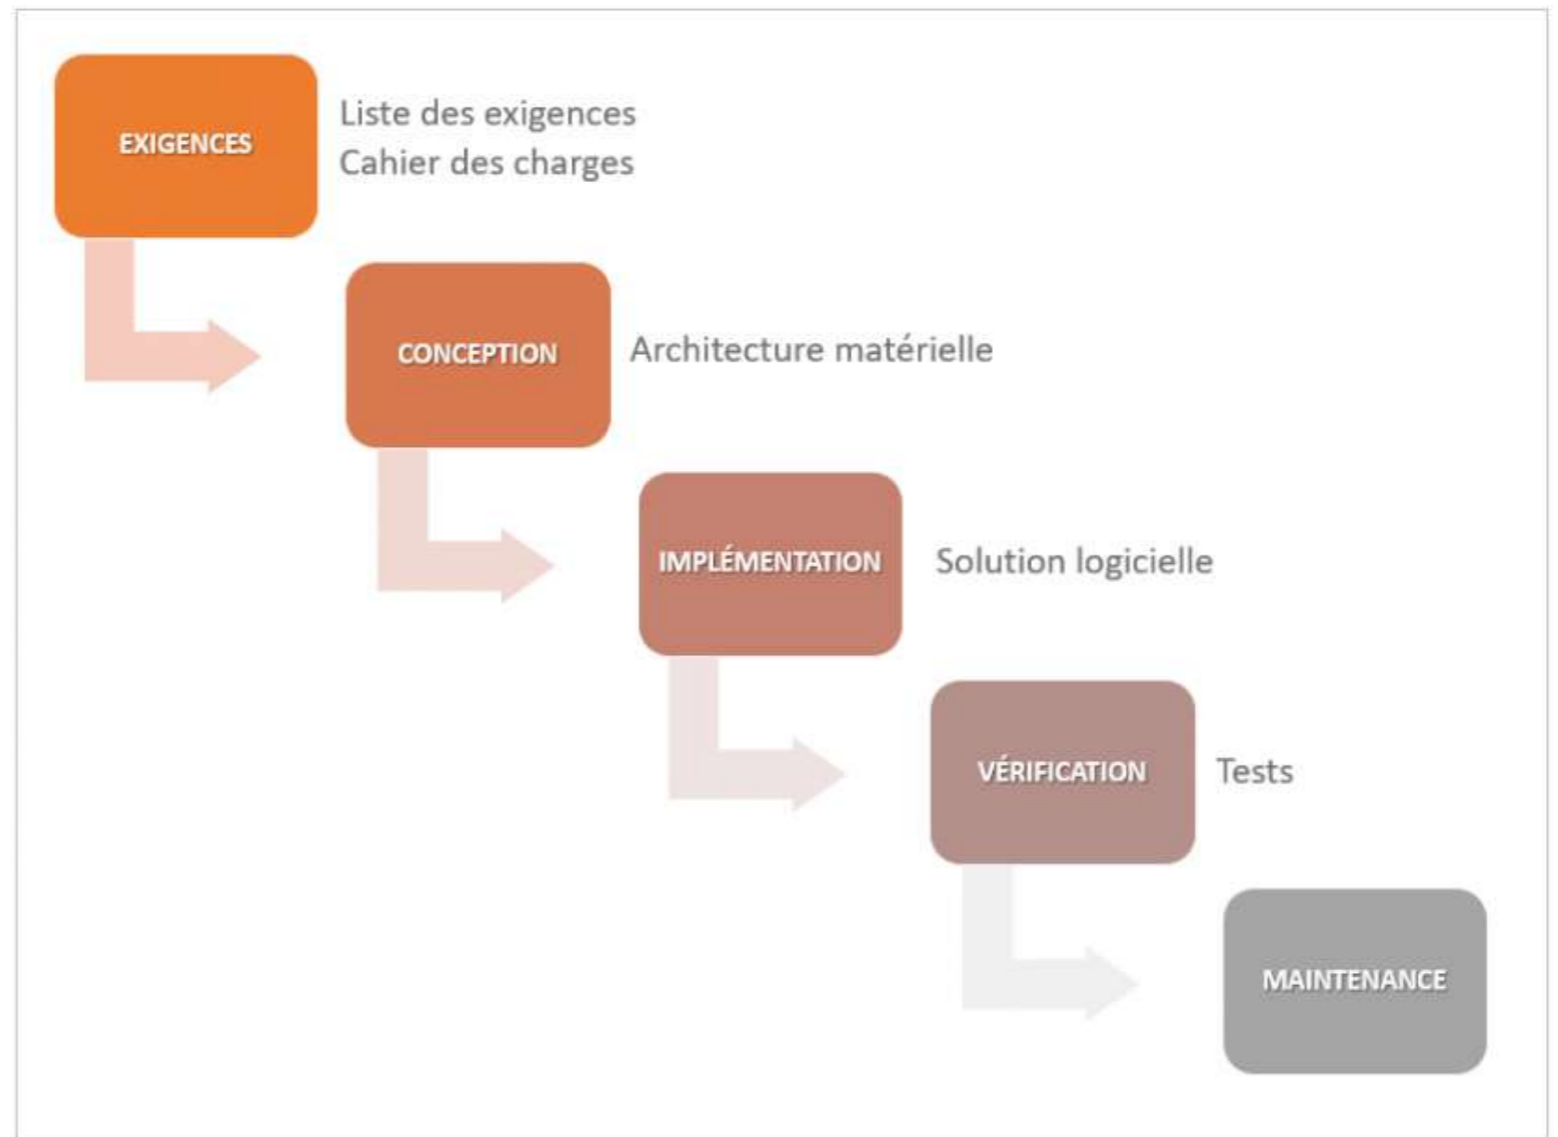 EXIGENCES
Liste des exigences
Cahier des charges
CONCEPTION
Architecture matérielle
IMPLÉMENTATION
Solution logicielle
VÉRIFICATION
Tests
MAINTENANCE